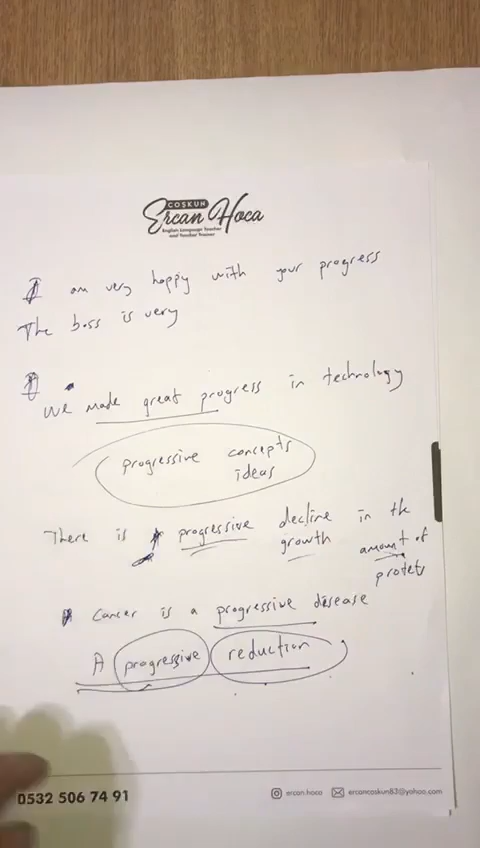 COŞKUN
Ercan Hoca
English Language Teacher
and Teacher Trainer
I am very happy with your progress
The boss is very
We made great progress in technology
progressive concepts
ideas
There is progressive decline in the
growth amount of
Cancer is a progressive disease
A progressive reduction
0532 506 74 91 ercan.hoca ercancoskun83@yahoo.com